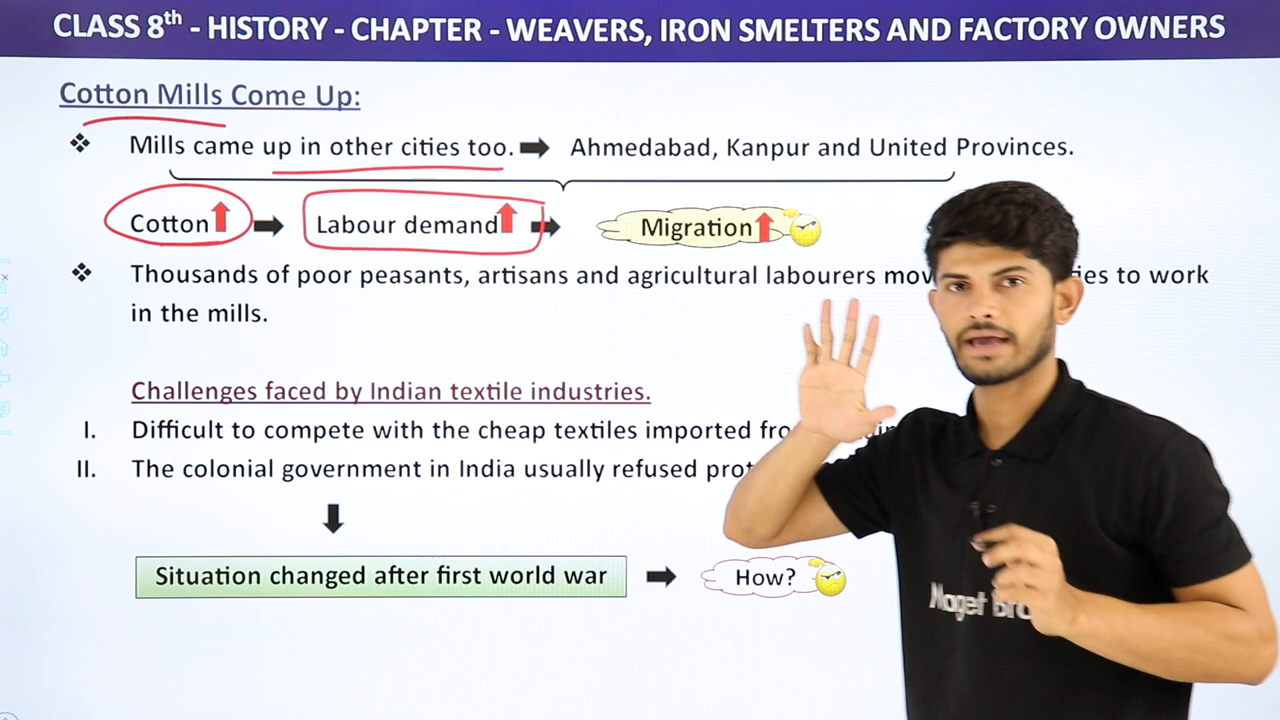 CLASS 8th - HISTORY - CHAPTER - WEAVERS, IRON SMELTERS AND FACTORY OWNERS
Cotton Mills Come Up:
❖ Mills came up in other cities too. ➡ Ahmedabad, Kanpur and United Provinces.
Cotton ⬆ ➡ Labour demand ⬆ ➡ Migration ⬆
❖ Thousands of poor peasants, artisans and agricultural labourers to work
in the mills.
Challenges faced by Indian textile industries.
I. Difficult to compete with the cheap textiles imported
II. The colonial government in India usually refused
⬇
Situation changed after first world war ➡ How?